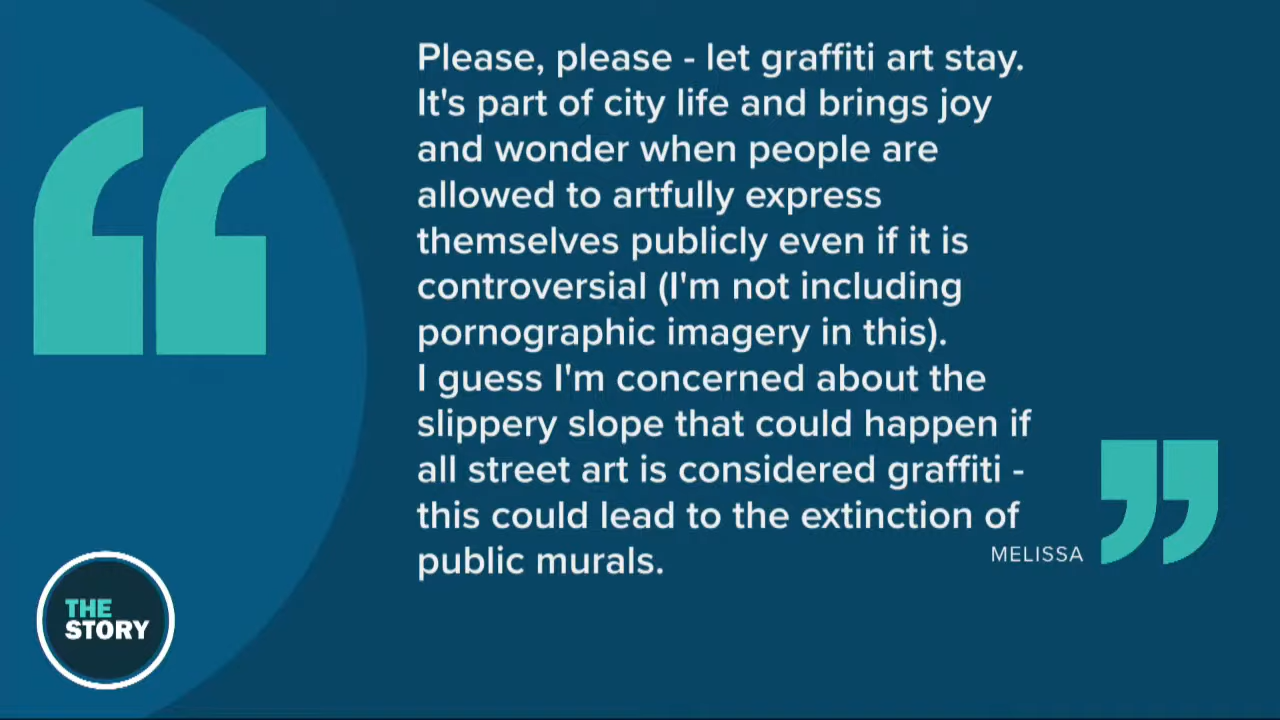 Please, please - let graffiti art stay.
It's part of city life and brings joy
and wonder when people are
allowed to artfully express
themselves publicly even if it is
controversial (I'm not including
pornographic imagery in this).
I guess I'm concerned about the
slippery slope that could happen if
all street art is considered graffiti -
this could lead to the extinction of
public murals.
MELISSA
THE
STORY